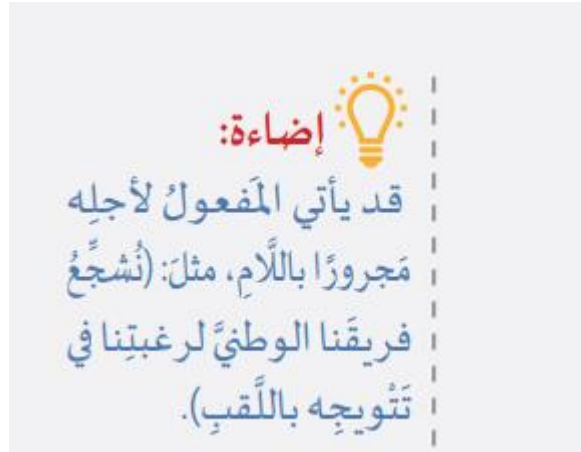 إضاءة:
قد يأتي المَفعولُ لأجلِه
مَجرورًا باللَّامِ، مثلَ: (نُشجِّعُ
فريقَنا الوطنيَّ لرغبتِنا في
تَتْويجِه باللَّقبِ).